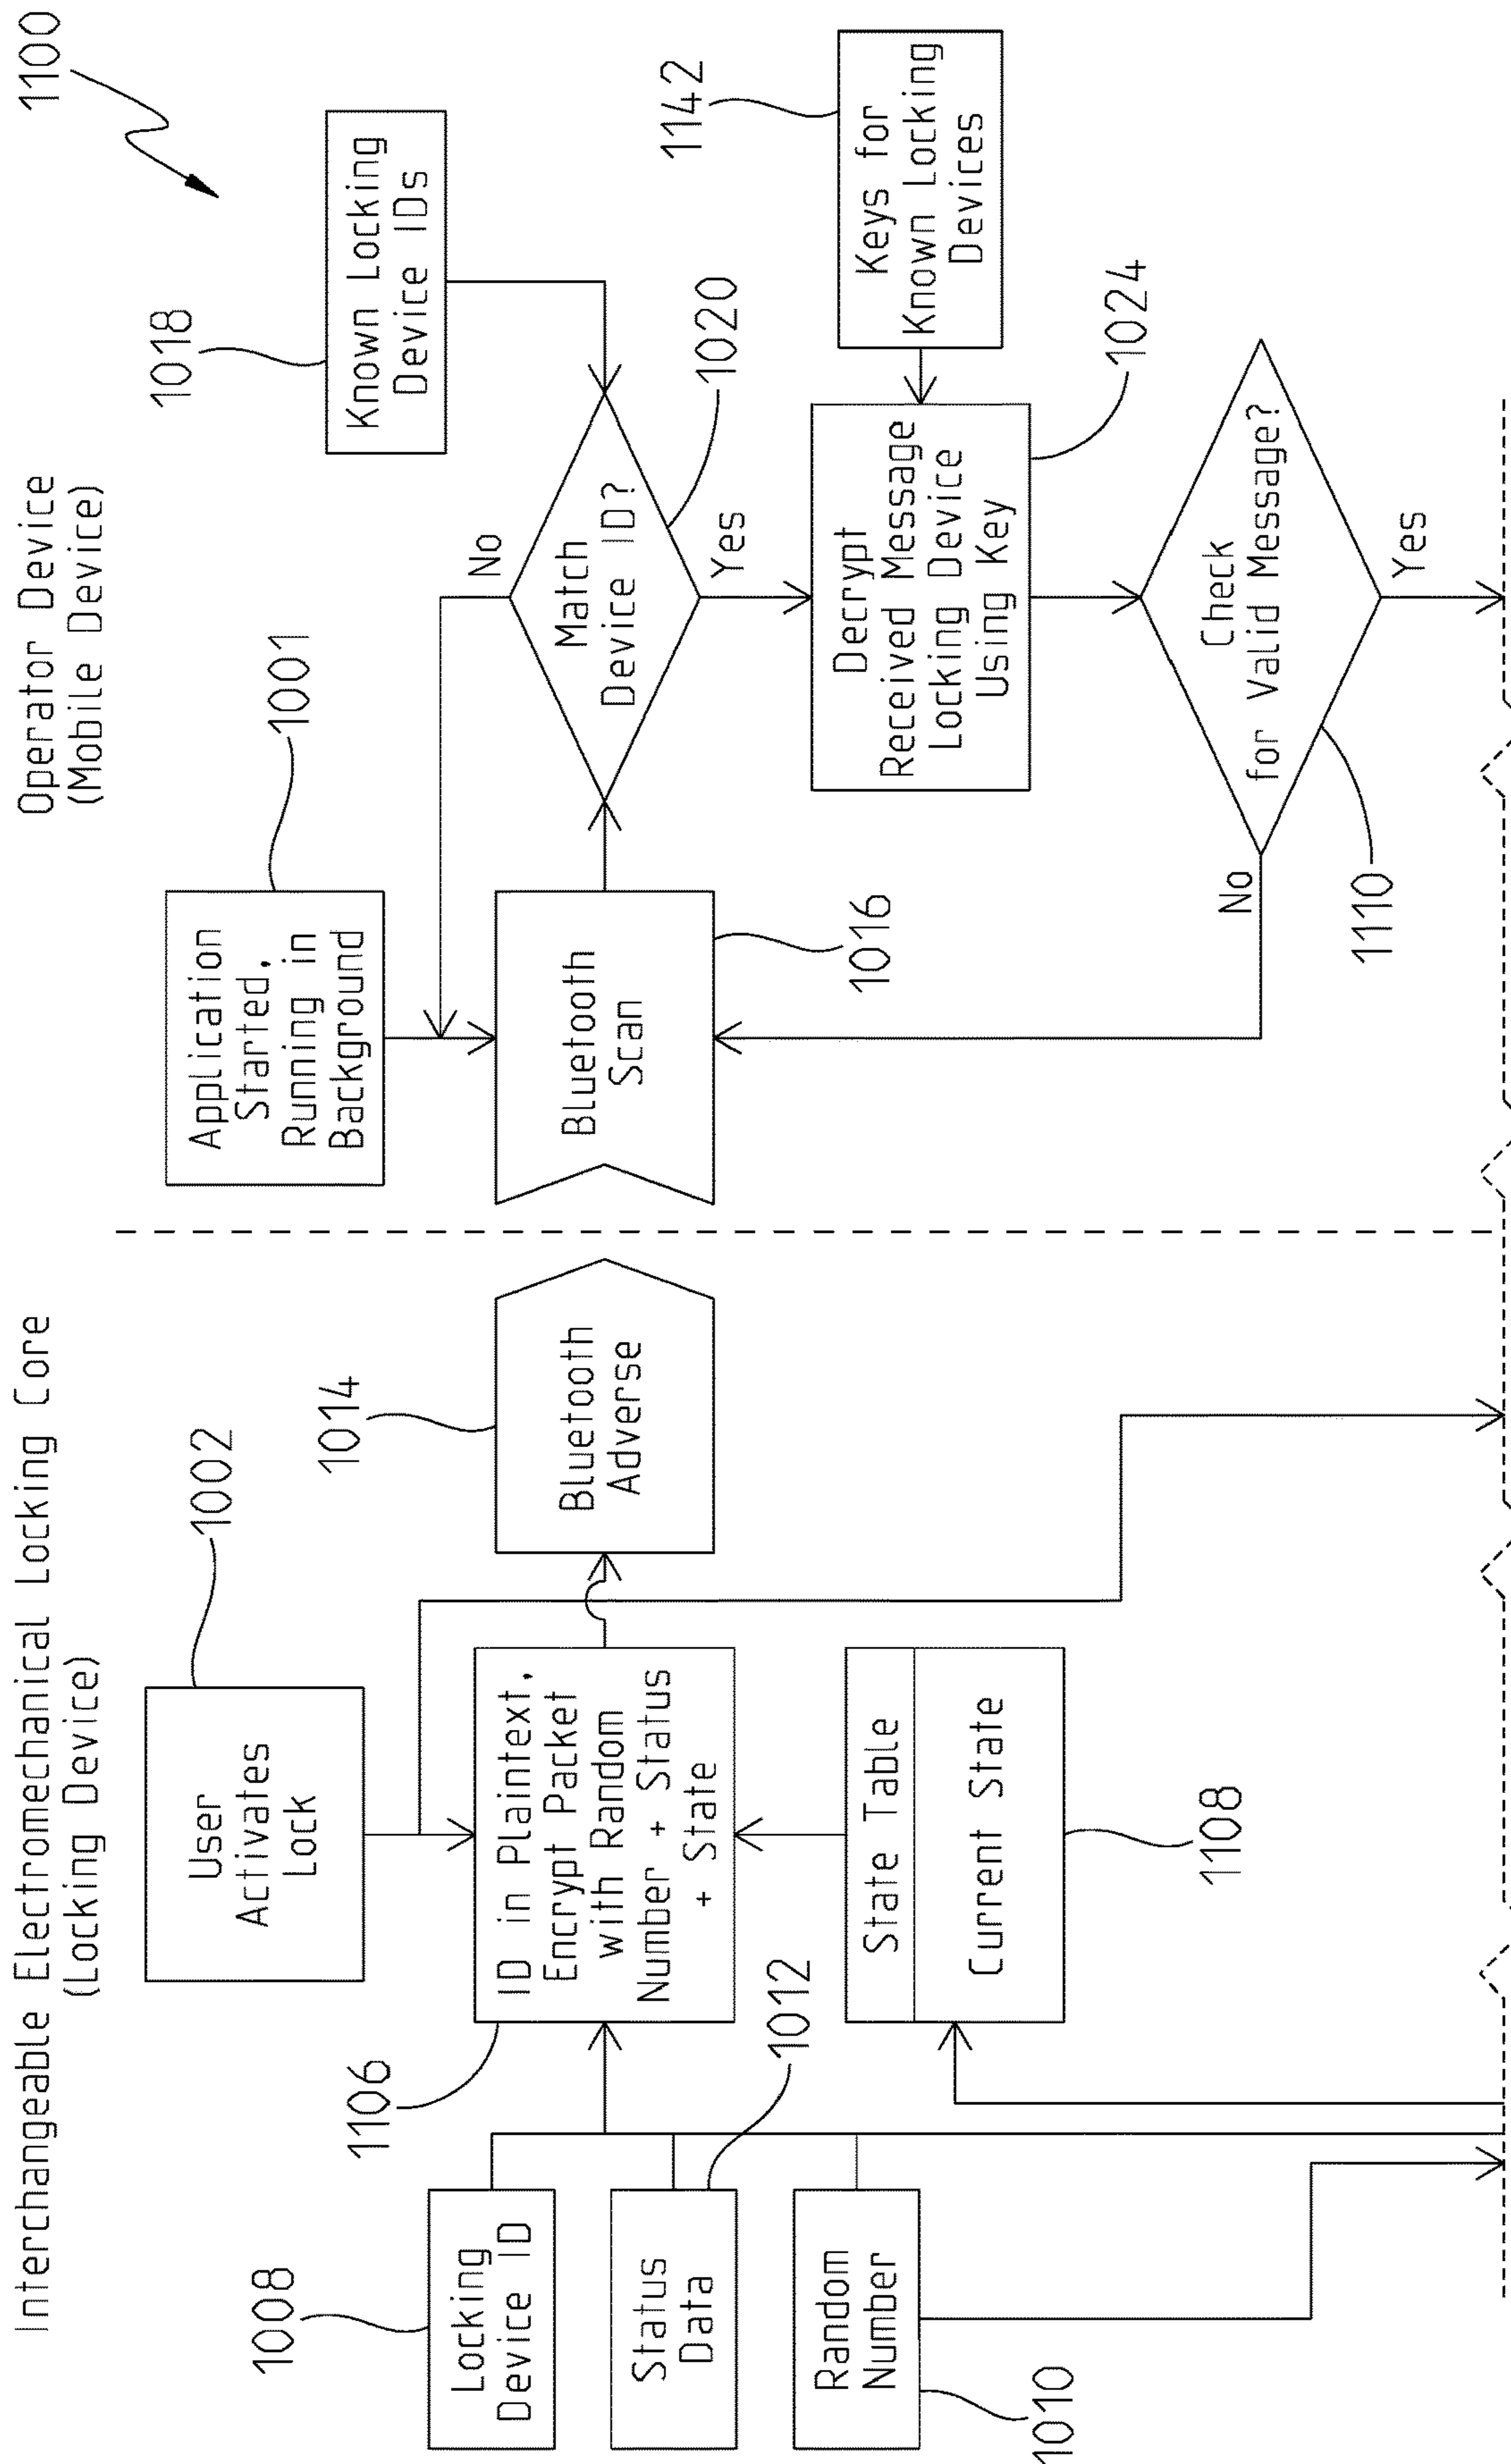 Interchangeable Electromechanical Locking Core
(Locking Device)
Operator Device
(Mobile Device)
1100
1002
User
Activates
Lock
1008
Locking
Device ID
Status
Data
1012
Random
Number
1010
1106
ID in Plaintext,
Encrypt Packet
with Random
Number + Status
+ State
State Table
Current State
1108
1014
Bluetooth
Adverse
Application
Started,
Running in
Background
1001
Bluetooth
Scan
1016
No
Match
Device ID?
1020
Yes
1018
Known Locking
Device IDs
Decrypt
Received Message
Locking Device
Using Key
1024
1142
Keys for
Known Locking
Devices
No
Check
for Valid Message?
1110
Yes